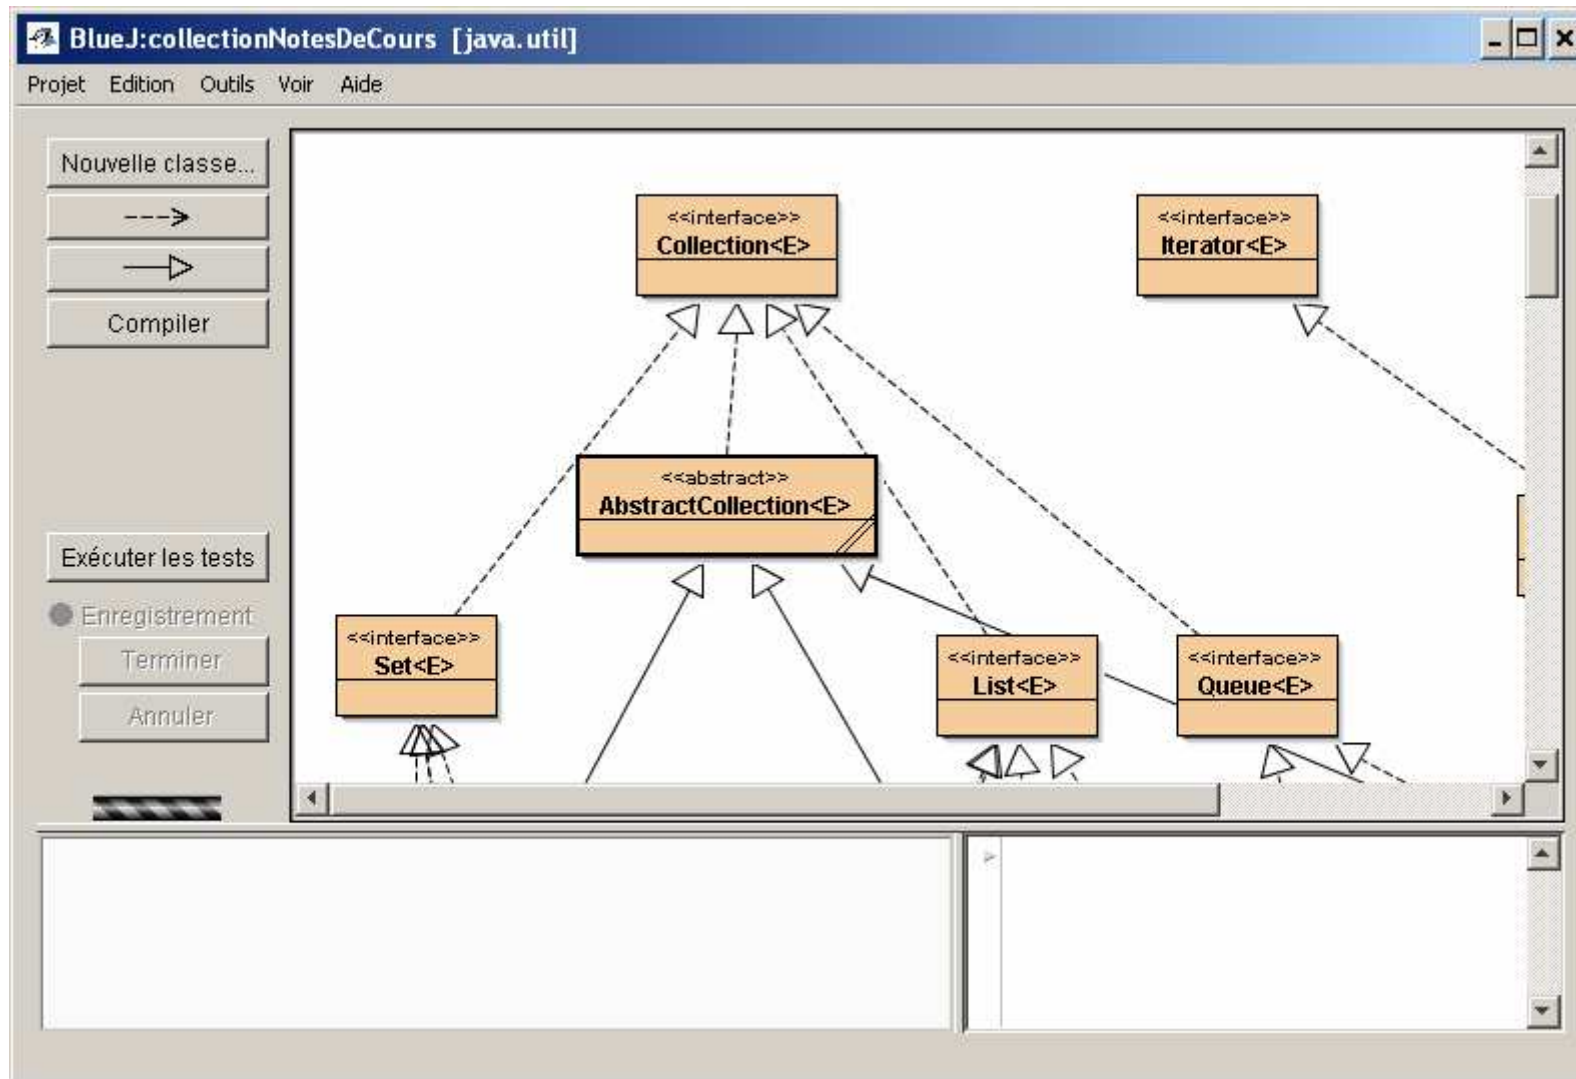 BlueJ:collectionNotesDeCours [java.util]
Projet Edition Outils Voir Aide
Nouvelle classe...
Compiler
Exécuter les tests
Enregistrement
Terminer
Annuler
<<interface>>
Collection<E>
<<interface>>
Iterator<E>
<<abstract>>
AbstractCollection<E>
<<interface>>
Set<E>
<<interface>>
List<E>
<<interface>>
Queue<E>